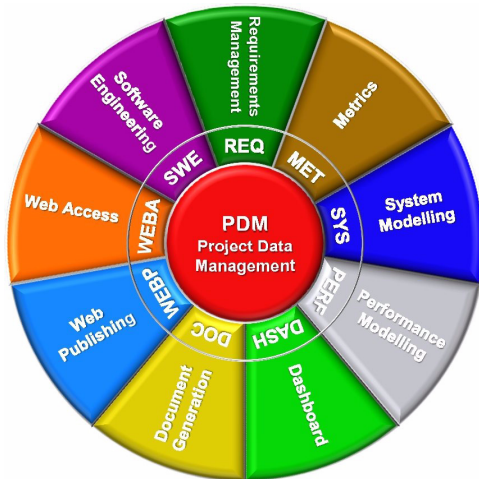 Requirements
Management
REQ
Metrics
MET
System
Modelling
SYS
Performance
Modelling
PERF
Dashboard
DASH
Document
Generation
DOC
Web
Publishing
WEBP
Web Access
WEBA
Software
Engineering
SWE
PDM
Project Data
Management